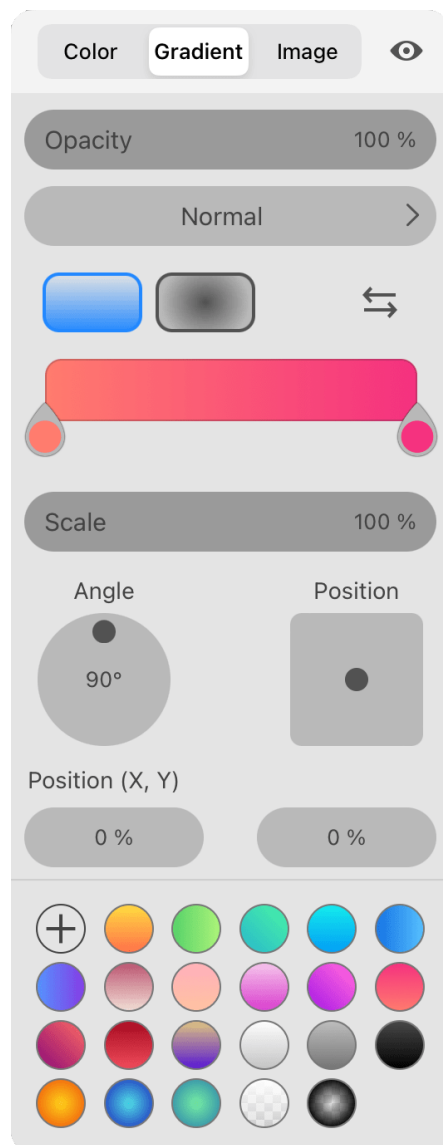 Color Gradient Image
Opacity 100 %
Normal
Scale 100 %
Angle Position
90°
Position (X, Y)
0 % 0 %